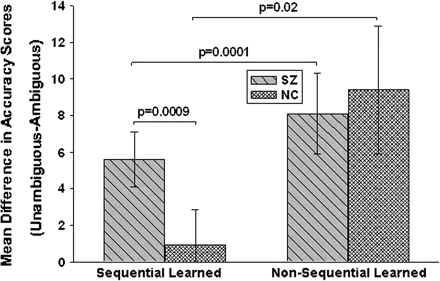 Mean Difference in Accuracy Scores
(Unambiguous-Ambiguous)
14
12
10
8
6
4
2
0
p=0.02
p=0.0001
SZ
NC
p=0.0009
Sequential Learned
Non-Sequential Learned